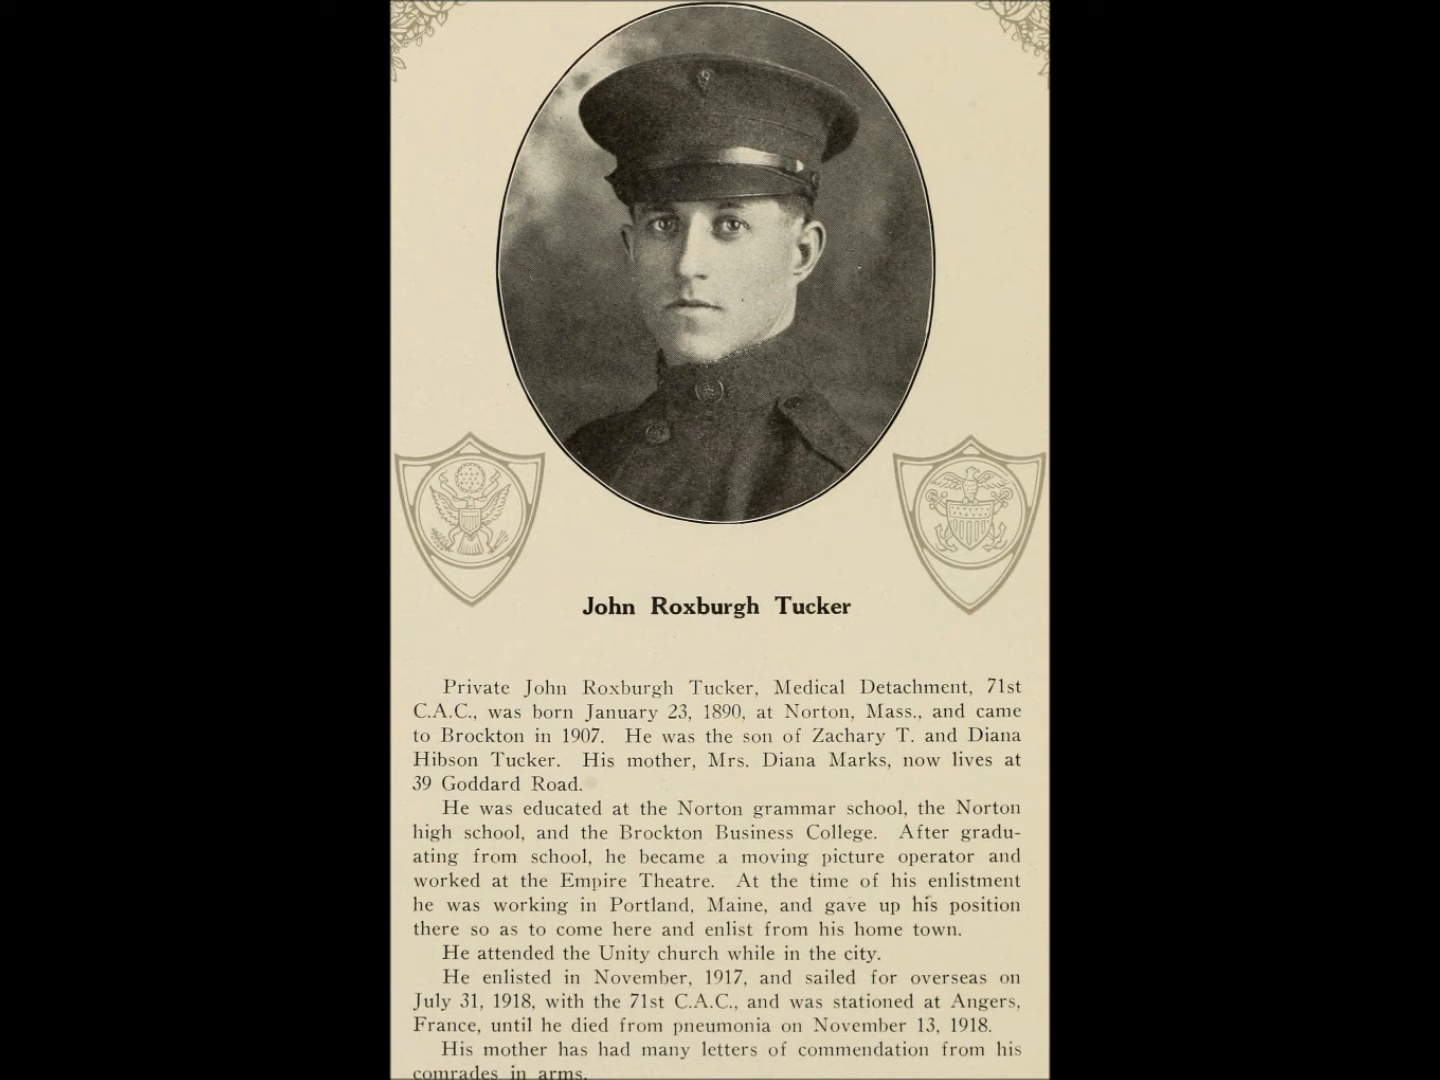 John Roxburgh Tucker
Private John Roxburgh Tucker, Medical Detachment, 71st
C.A.C., was born January 23, 1890, at Norton, Mass., and came
to Brockton in 1907. He was the son of Zachary T. and Diana
Hibson Tucker. His mother, Mrs. Diana Marks, now lives at
39 Goddard Road.
He was educated at the Norton grammar school, the Norton
high school, and the Brockton Business College. After gradu-
ating from school, he became a moving picture operator and
worked at the Empire Theatre. At the time of his enlistment
he was working in Portland, Maine, and gave up his position
there so as to come here and enlist from his home town.
He attended the Unity church while in the city.
He enlisted in November, 1917, and sailed for overseas on
July 31, 1918, with the 71st C.A.C., and was stationed at Angers,
France, until he died from pneumonia on November 13, 1918.
His mother has had many letters of commendation from his
comrades in arms.